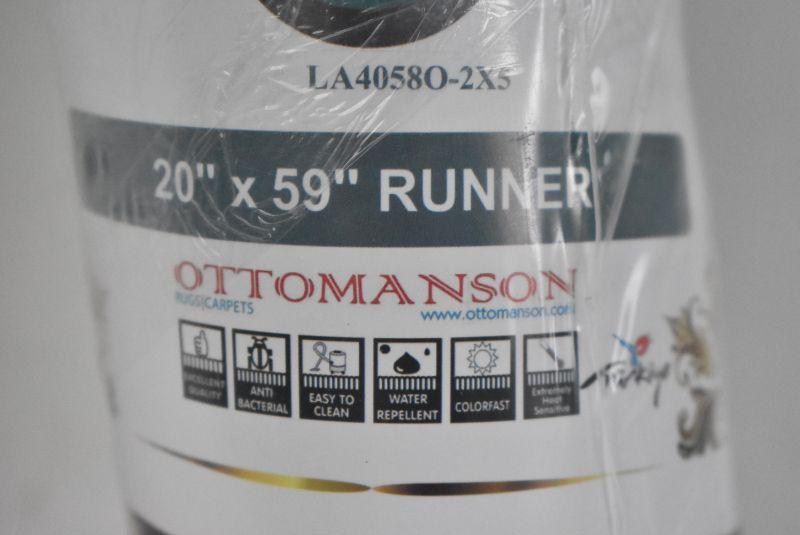 LA4058O-2X5
20" x 59" RUNNER
OTTOMANSON
RUGS|CARPETS
www.ottomanson.com
EXCELLENT QUALITY
ANTI BACTERIAL
EASY TO CLEAN
WATER REPELLENT
COLORFAST
Extremely Heat Sensitive
Türkiye